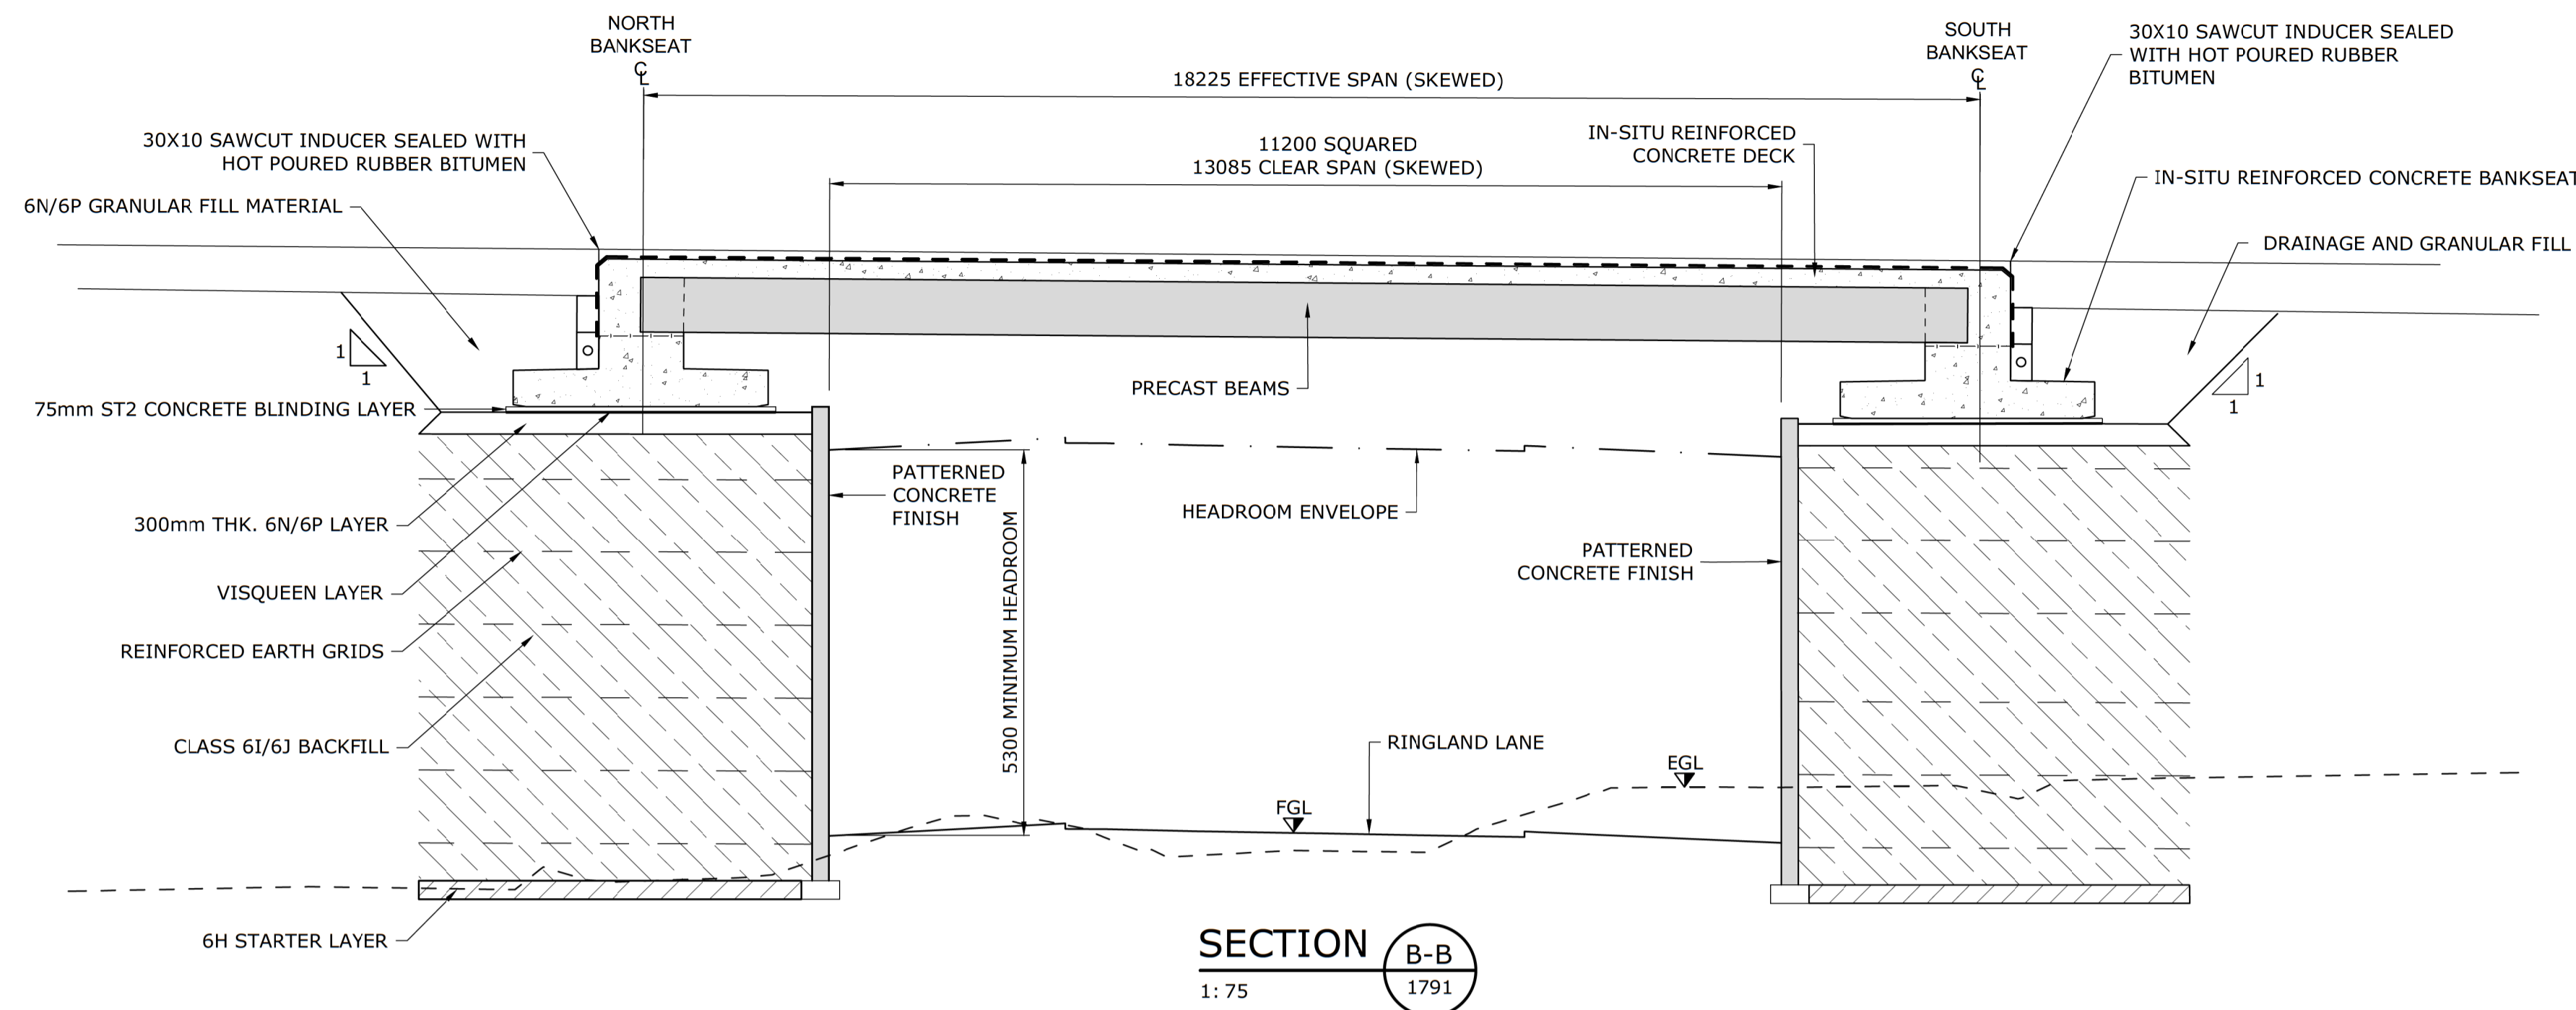 NORTH
BANKSEAT
℄
SOUTH
BANKSEAT
℄
30X10 SAWCUT INDUCER SEALED
WITH HOT POURED RUBBER
BITUMEN
18225 EFFECTIVE SPAN (SKEWED)
30X10 SAWCUT INDUCER SEALED WITH
HOT POURED RUBBER BITUMEN
11200 SQUARED
13085 CLEAR SPAN (SKEWED)
IN-SITU REINFORCED
CONCRETE DECK
IN-SITU REINFORCED CONCRETE BANKSEAT
6N/6P GRANULAR FILL MATERIAL
DRAINAGE AND GRANULAR FILL
1
1
1
1
PRECAST BEAMS
75mm ST2 CONCRETE BLINDING LAYER
PATTERNED
CONCRETE
FINISH
HEADROOM ENVELOPE
300mm THK. 6N/6P LAYER
5300 MINIMUM HEADROOM
PATTERNED
CONCRETE FINISH
VISQUEEN LAYER
REINFORCED EARTH GRIDS
CLASS 6I/6J BACKFILL
RINGLAND LANE
EGL
FGL
6H STARTER LAYER
SECTION
B-B
1791
1:75